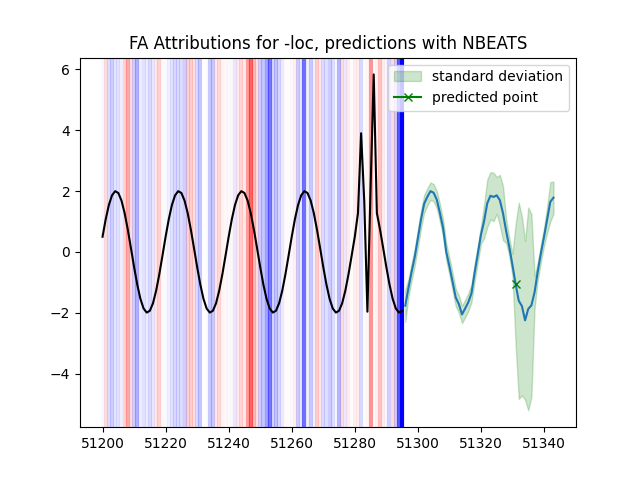 FA Attributions for -loc, predictions with NBEATS
standard deviation
predicted point
6
4
2
0
−2
−4
51200 51220 51240 51260 51280 51300 51320 51340